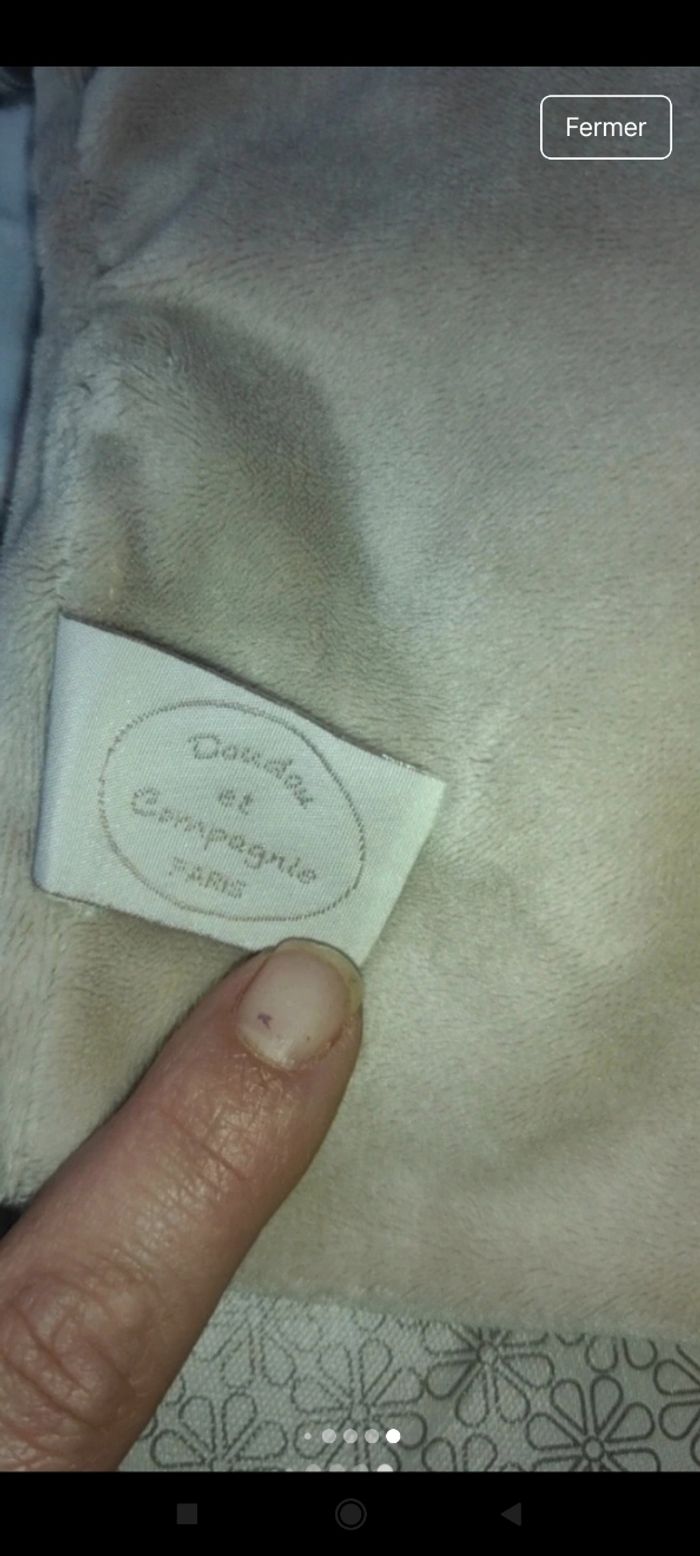 Fermer
Doudou
et
Compagnie
PARIS